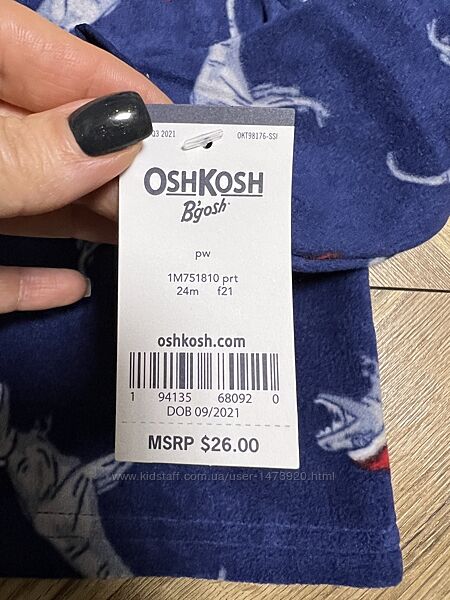 Q3 2021 OKT98176-SSI
OSHKOSH
B'gosh
pw
1M751810 prt
24m f21
oshkosh.com
1 94135 68092 0
DOB 09/2021
MSRP $26.00
www.kidstaff.com.ua/user-1473920.html